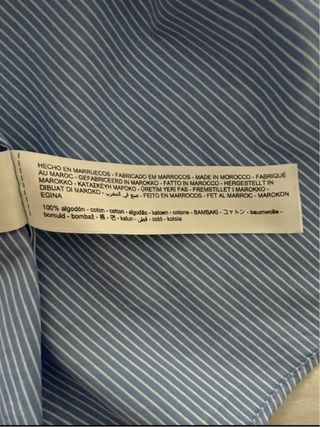 HECHO EN MARRUECOS - FABRICADO EM MARROCOS - MADE IN MOROCCO - FABRIQUÉ
AU MAROC - GEFABRICEERD IN MAROKKO - FATTO IN MAROCCO - HERGESTELLT IN
MAROKKO - ΚΑΤΑΣΚΕΥΗ ΜΑΡΟΚΟ - ÜRETİM YERİ FAS - FREMSTILLET I MAROKKO -
DIBUAT DI MAROKO - صنع في المغرب - FEITO EN MARROCOS - FET AL MARROC - MAROKON
EGINA
100% algodón - coton - cotton - algodão - katoen - cotone - ΒΑΜΒΑΚΙ - コットン - baumwolle -
bomuld - bombaž - 棉 - 면 - katun - قطن - cotó - kotoia